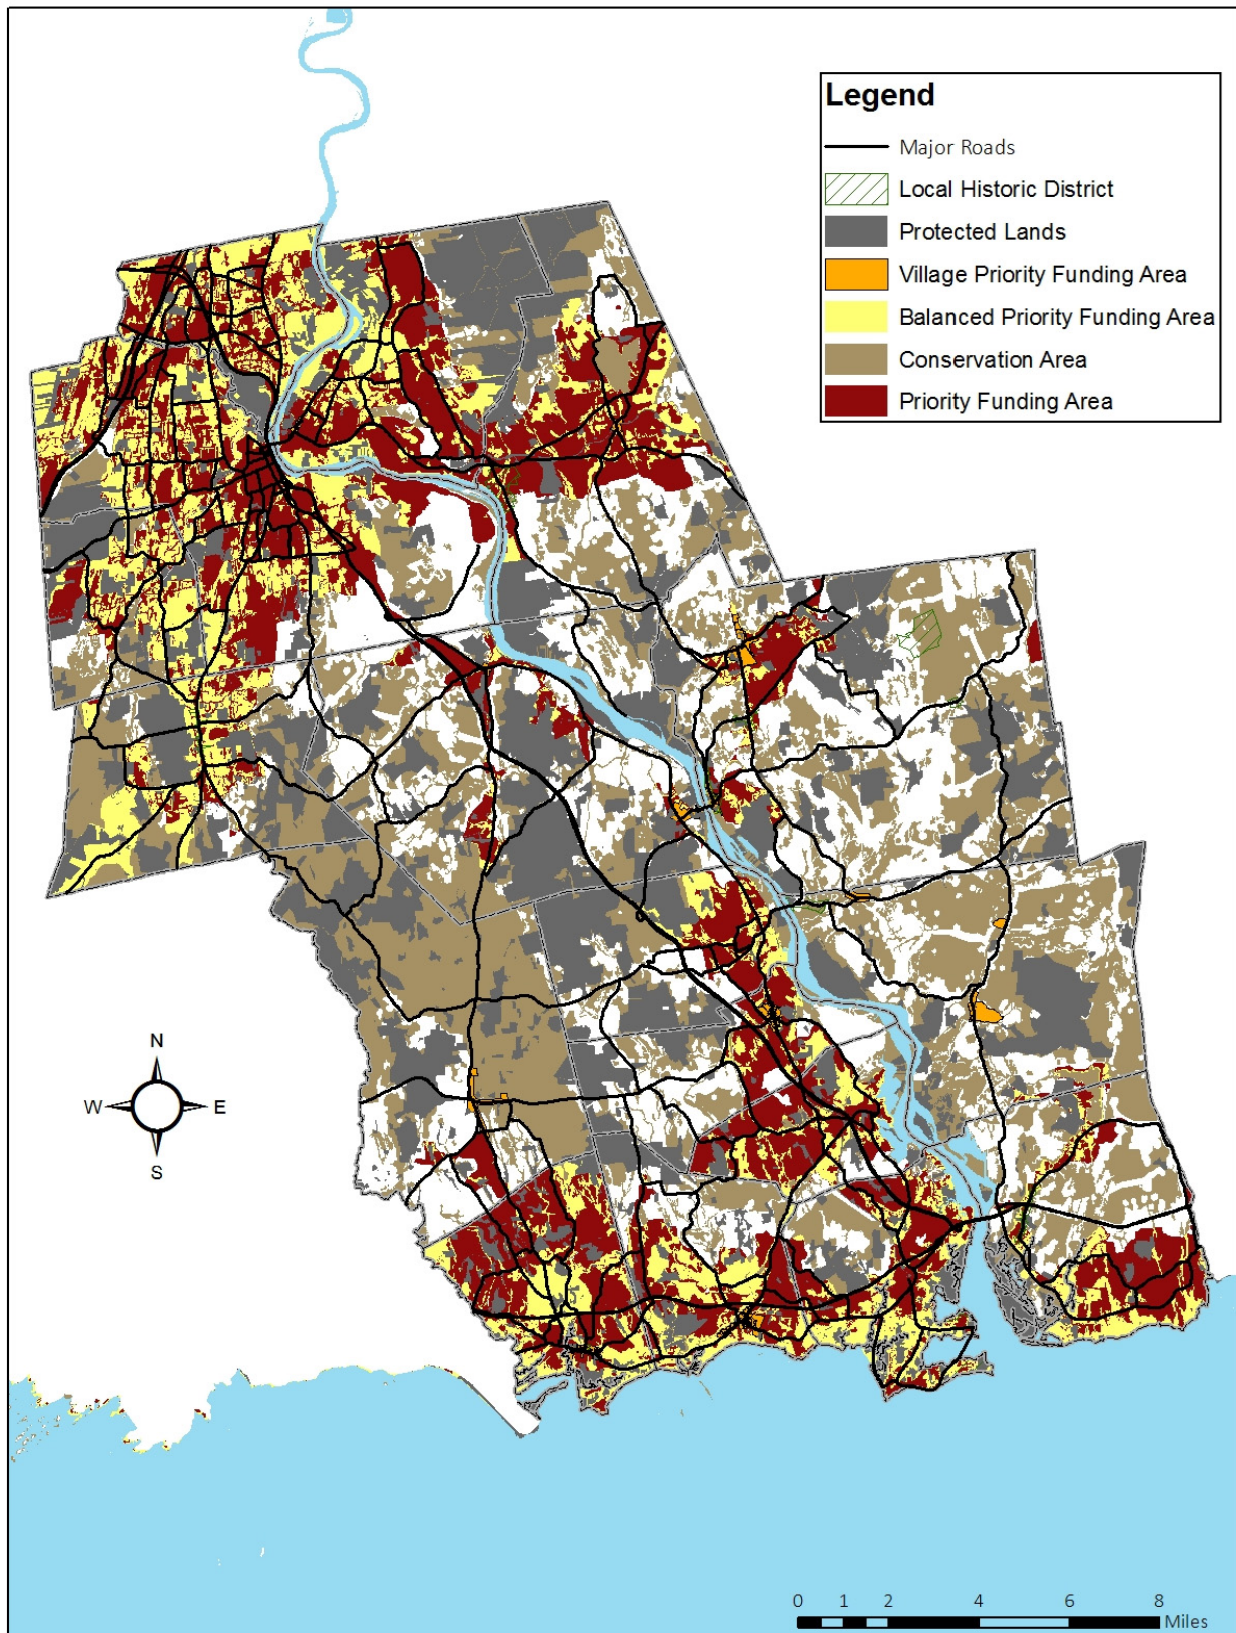 Legend
Major Roads
Local Historic District
Protected Lands
Village Priority Funding Area
Balanced Priority Funding Area
Conservation Area
Priority Funding Area
N
W E
S
0 1 2 4 6 8
Miles